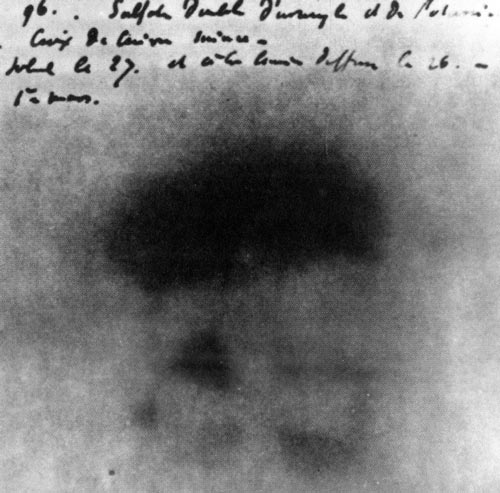 96. . Sulfate double d'uranyle et de Potassi
Croix de Cuivre mince -
soleil le 27. et à la lumière diffuse le 26. -
1er mars.